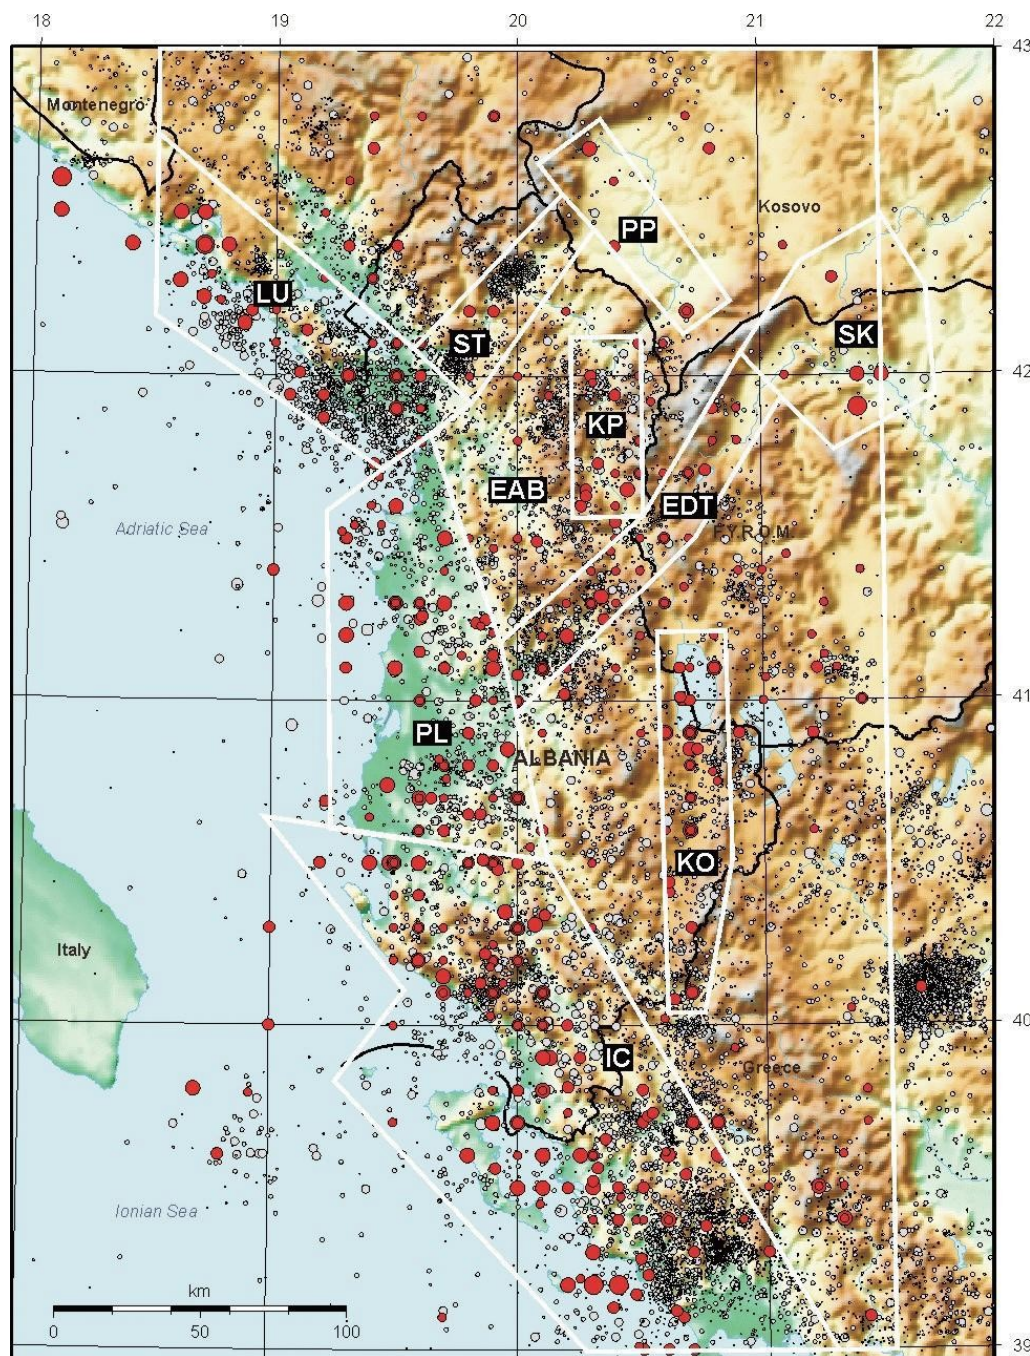 18 19 20 21 22
43
Montenegro
Kosovo
PP
LU
SK
ST
42
KP
EAB
EDT
F.Y.R.O.M.
Adriatic Sea
41
PL
ALBANIA
KO
Italy
40
IC
Greece
Ionian Sea
km
0 50 100
39